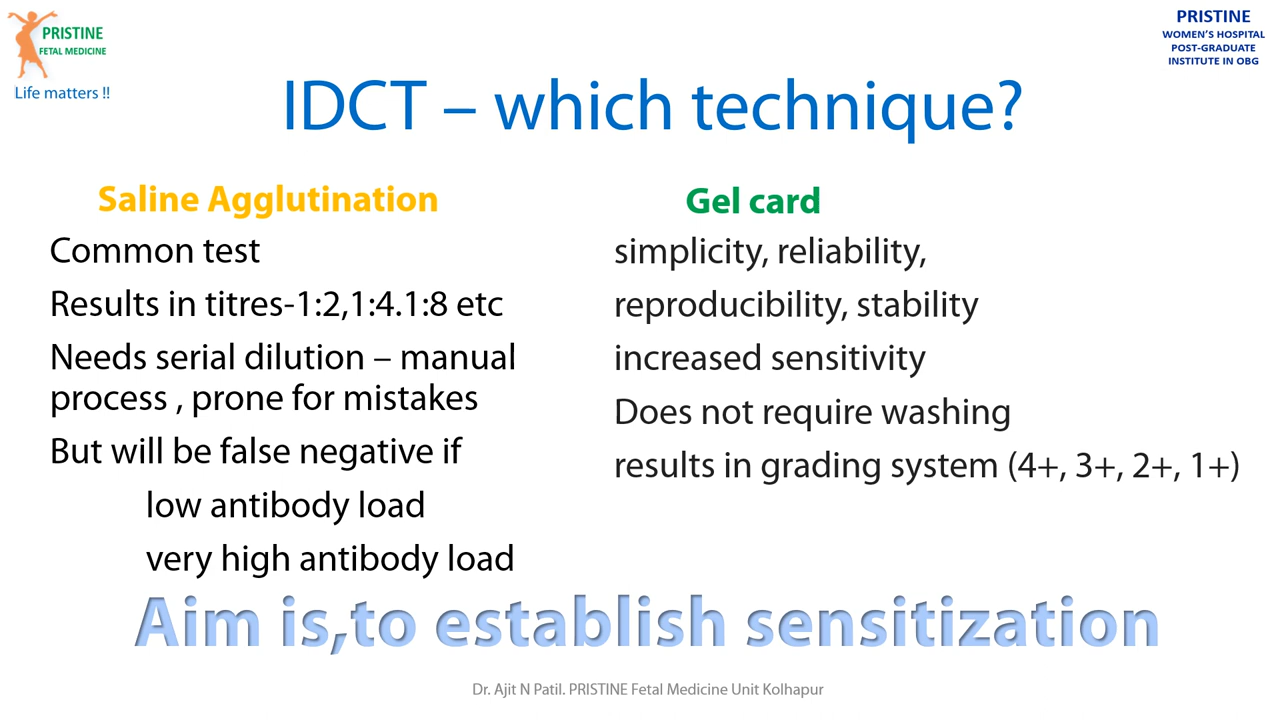 PRISTINE
FETAL MEDICINE
Life matters !!
PRISTINE
WOMEN'S HOSPITAL
POST-GRADUATE
INSTITUTE IN OBG
IDCT – which technique?
Saline Agglutination
Common test
Results in titres-1:2,1:4.1:8 etc
Needs serial dilution – manual
process , prone for mistakes
But will be false negative if
low antibody load
very high antibody load
Gel card
simplicity, reliability,
reproducibility, stability
increased sensitivity
Does not require washing
results in grading system (4+, 3+, 2+, 1+)
Aim is,to establish sensitization
Dr. Ajit N Patil. PRISTINE Fetal Medicine Unit Kolhapur